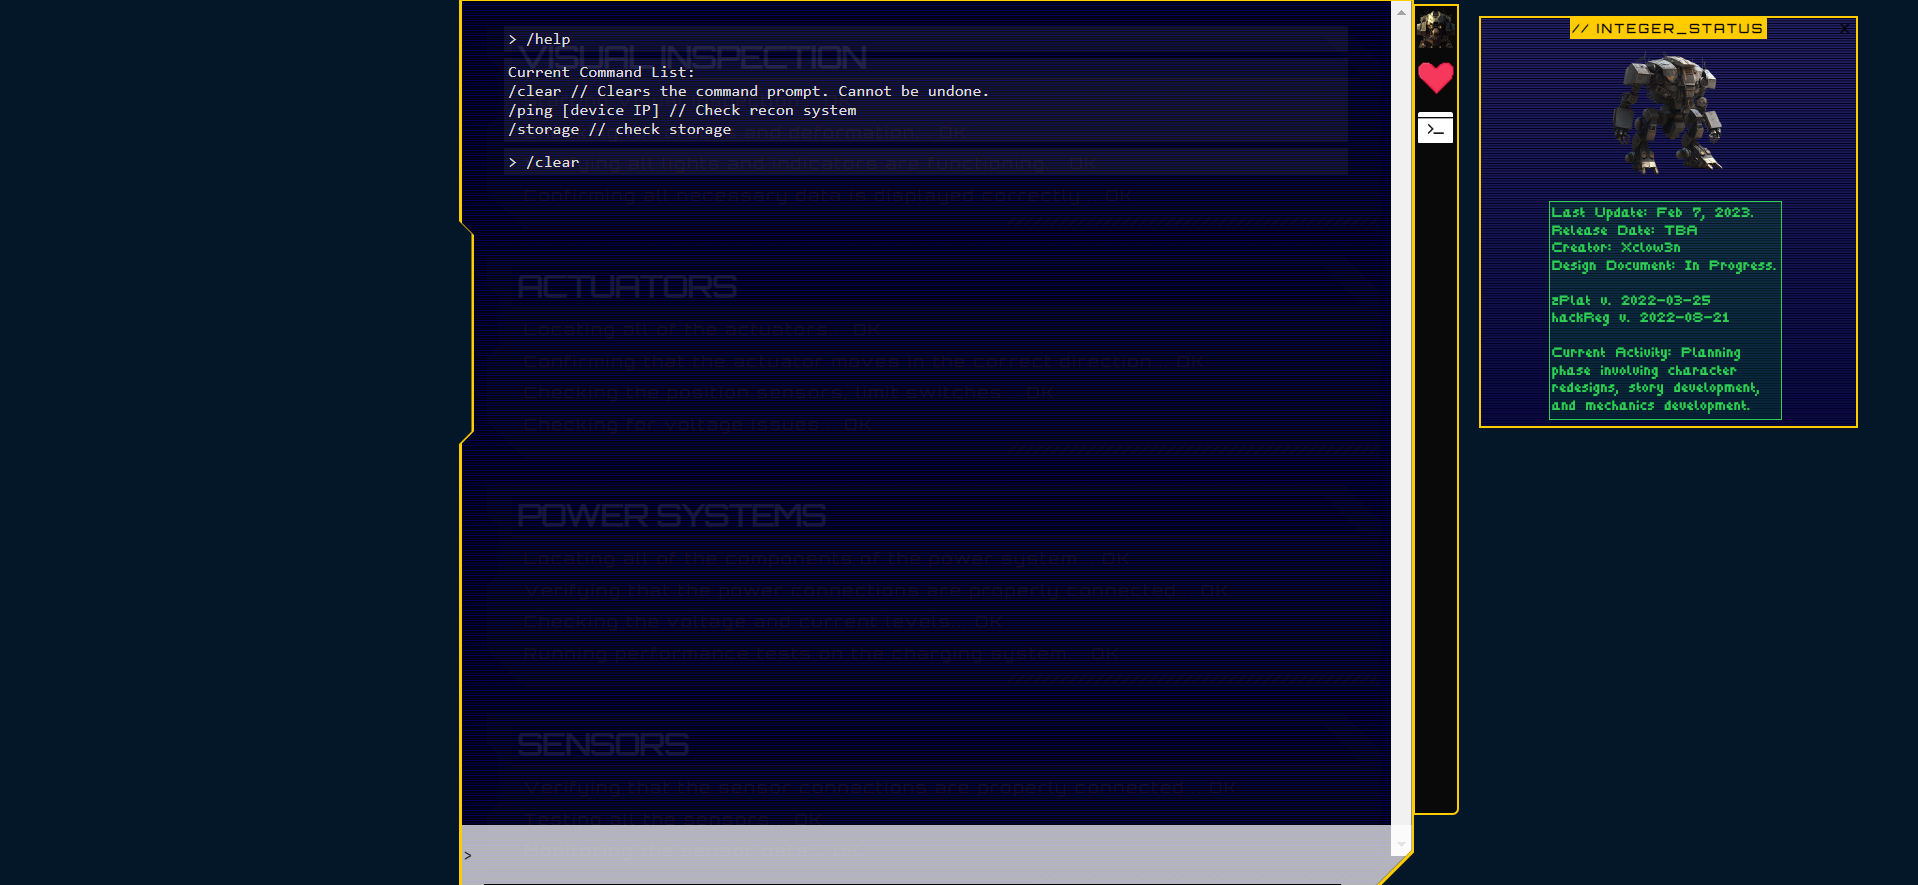 > /help
VISUAL INSPECTION
Current Command List:
/clear // Clears the command prompt. Cannot be undone.
/ping [device IP] // Check recon system
and deformation... OK
/storage // check storage
> /clear
all lights and indicators are functioning... OK
Confirming all necessary data is displayed correctly... OK
ACTUATORS
Locating all of the actuators... OK
Confirming that the actuator moves in the correct direction... OK
Checking the position sensors, limit switches... OK
Checking for voltage issues... OK
POWER SYSTEMS
Locating all of the components of the power system... OK
Verifying that the power connections are properly connected... OK
Checking the voltage and current levels... OK
Running performance tests on the charging system... OK
SENSORS
Verifying that the sensor connections are properly connected... OK
Testing all the sensors... OK
Monitoring the sensor data... OK
>
// INTEGER_STATUS
x
Last Update: Feb 7, 2023.
Release Date: TBA
Creator: Xclow3n
Design Document: In Progress.
zPlat v. 2022-03-25
hackReg v. 2022-08-21
Current Activity: Planning
phase involving character
redesigns, story development,
and mechanics development.